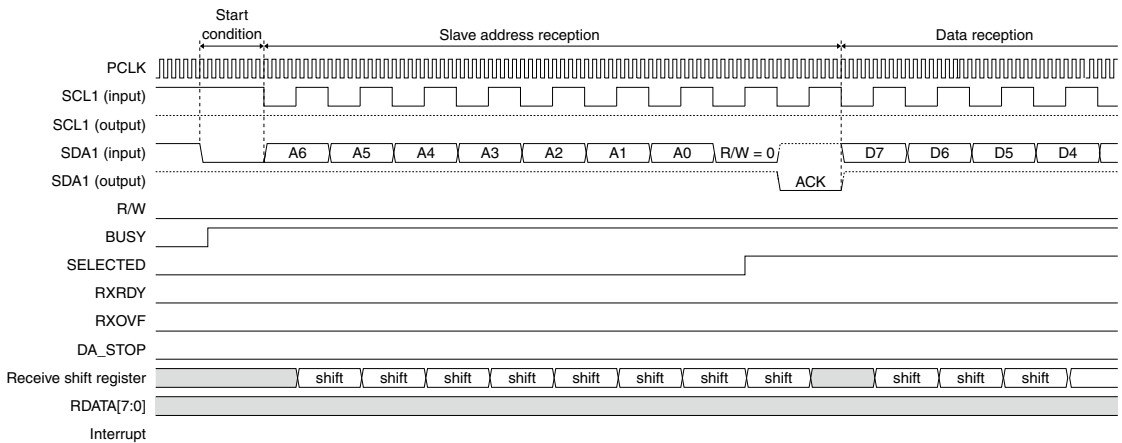 Start
condition
Slave address reception
Data reception
PCLK
SCL1 (input)
SCL1 (output)
SDA1 (input) A6 A5 A4 A3 A2 A1 A0 R/W = 0 D7 D6 D5 D4
SDA1 (output) ACK
R/W
BUSY
SELECTED
RXRDY
RXOVF
DA_STOP
Receive shift register shift shift shift shift shift shift shift shift shift shift shift
RDATA[7:0]
Interrupt